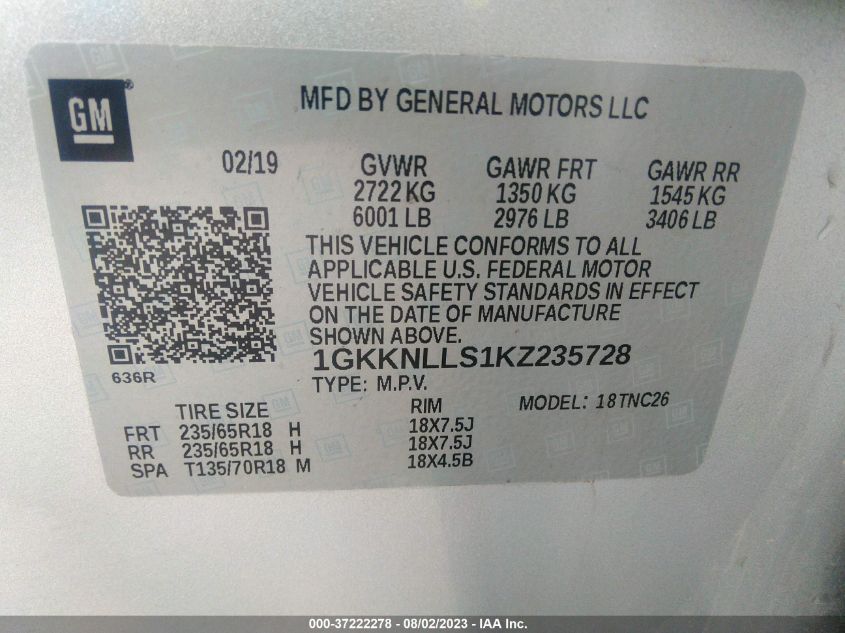 GM
MFD BY GENERAL MOTORS LLC
02/19 GVWR GAWR FRT GAWR RR
2722 KG 1350 KG 1545 KG
6001 LB 2976 LB 3406 LB
THIS VEHICLE CONFORMS TO ALL
APPLICABLE U.S. FEDERAL MOTOR
VEHICLE SAFETY STANDARDS IN EFFECT
ON THE DATE OF MANUFACTURE
SHOWN ABOVE.
1GKKNLLS1KZ235728
636R
TYPE: M.P.V.
MODEL: 18TNC26
TIRE SIZE RIM
FRT 235/65R18 H 18X7.5J
RR 235/65R18 H 18X7.5J
SPA T135/70R18 M 18X4.5B
000-37222278 - 08/02/2023 - IAA Inc.